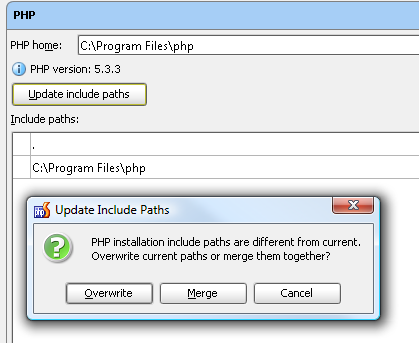 PHP
PHP home: C:\Program Files\php
PHP version: 5.3.3
Update include paths
Include paths:
.
C:\Program Files\php
Update Include Paths
PHP installation include paths are different from current.
Overwrite current paths or merge them together?
Overwrite Merge Cancel